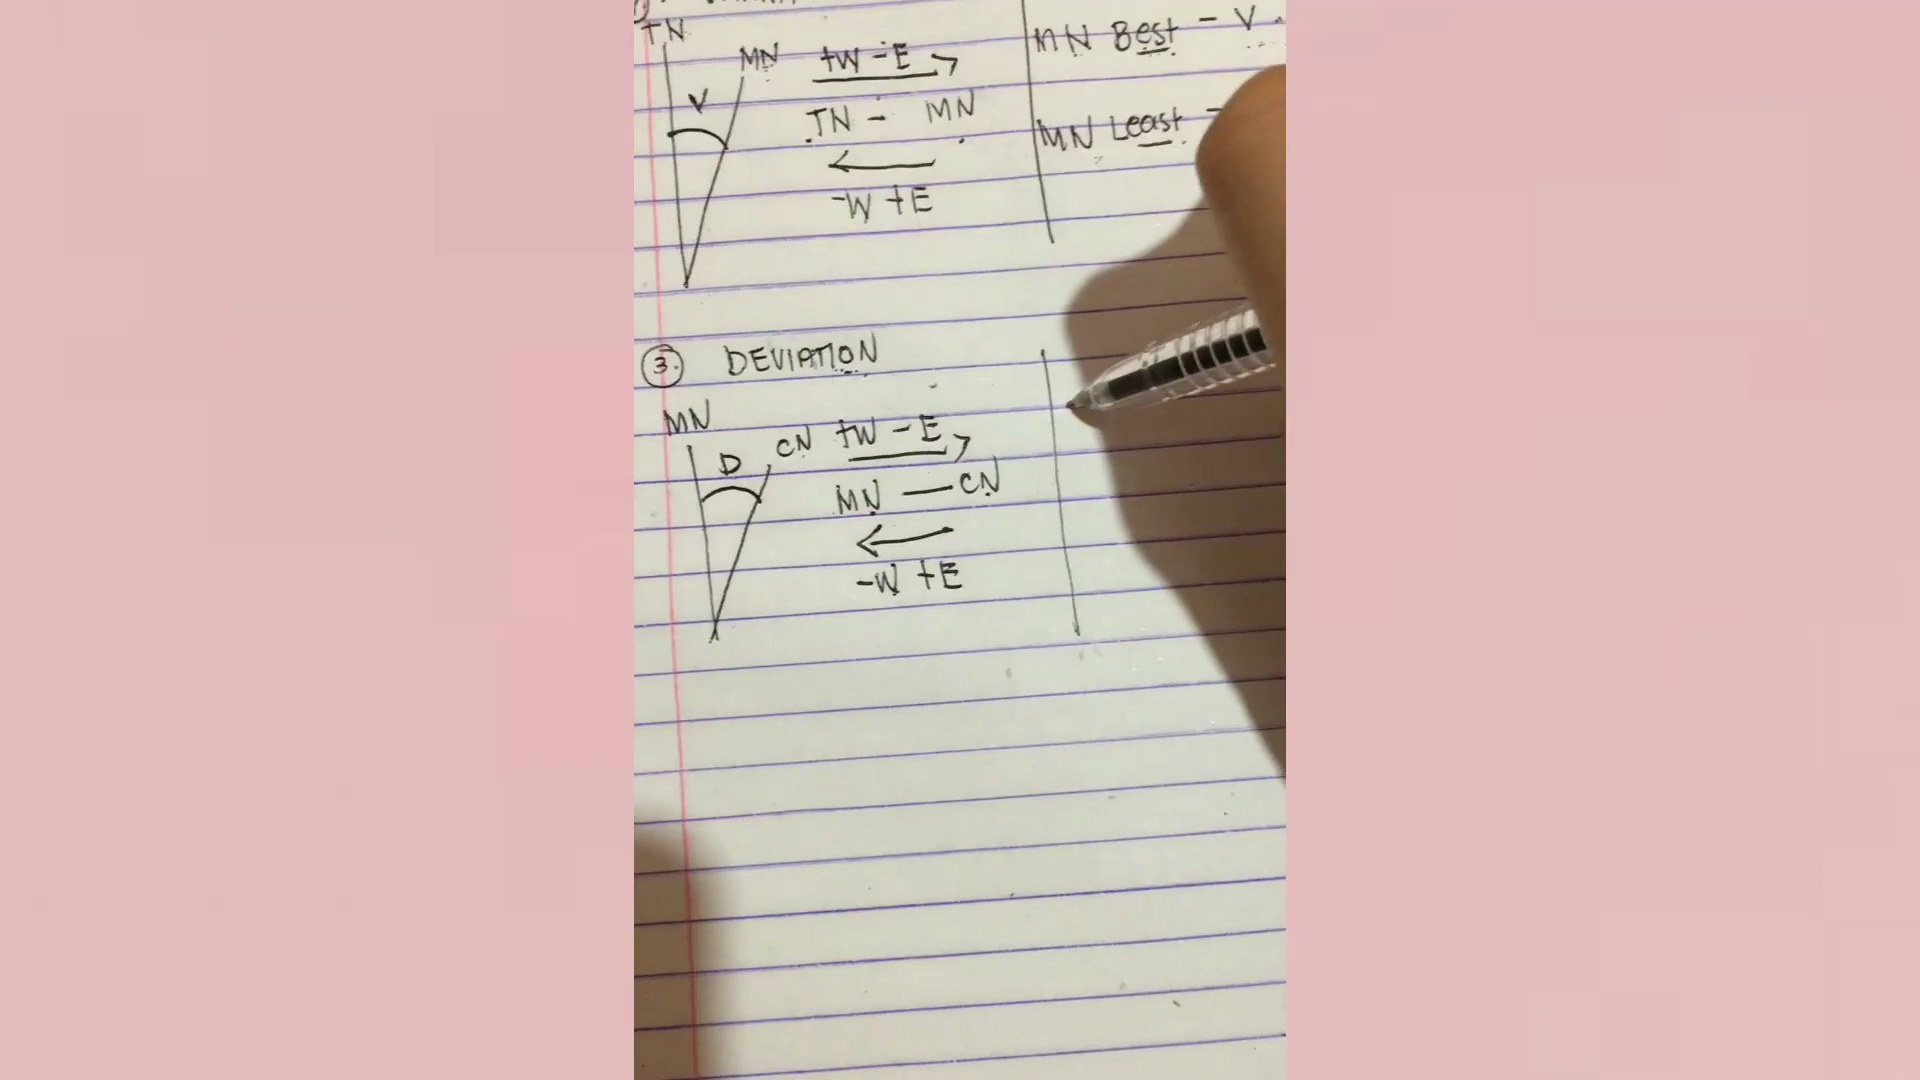 TN
MN +W - E
V
TN - MN
-W +E
MN Best - V
MN Least -
3. DEVIATION
MN
D CN +W - E
MN — CN
-W +E